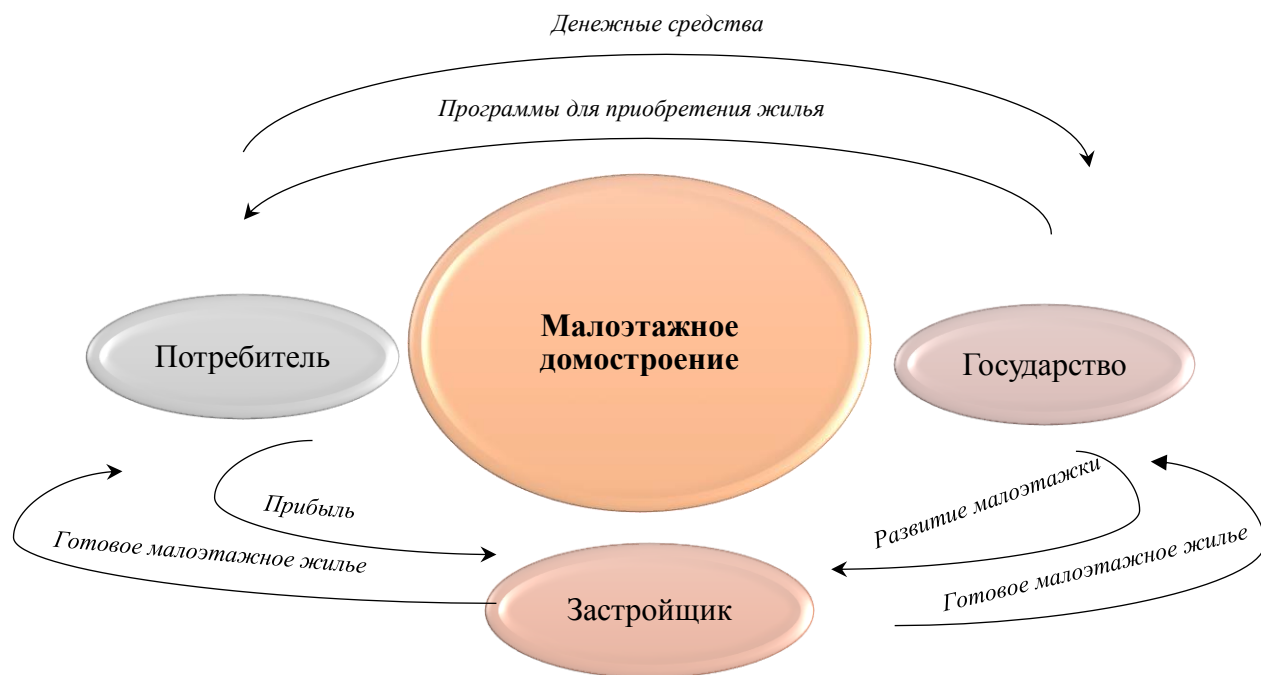 Денежные средства
Программы для приобретения жилья
Малоэтажное
домостроение
Потребитель
Государство
Прибыль
Готовое малоэтажное жилье
Развитие малоэтажки
Готовое малоэтажное жилье
Застройщик